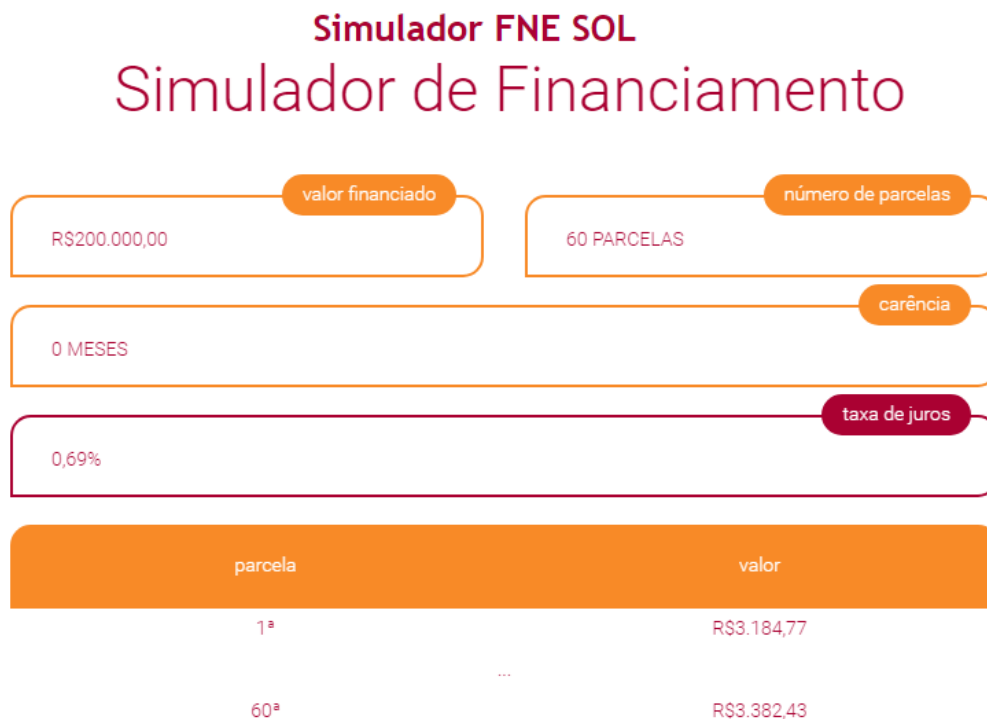 Simulador FNE SOL
Simulador de Financiamento
valor financiado
R$200.000,00
número de parcelas
60 PARCELAS
carência
0 MESES
taxa de juros
0,69%
parcela valor
1ª R$3.184,77
...
60ª R$3.382,43